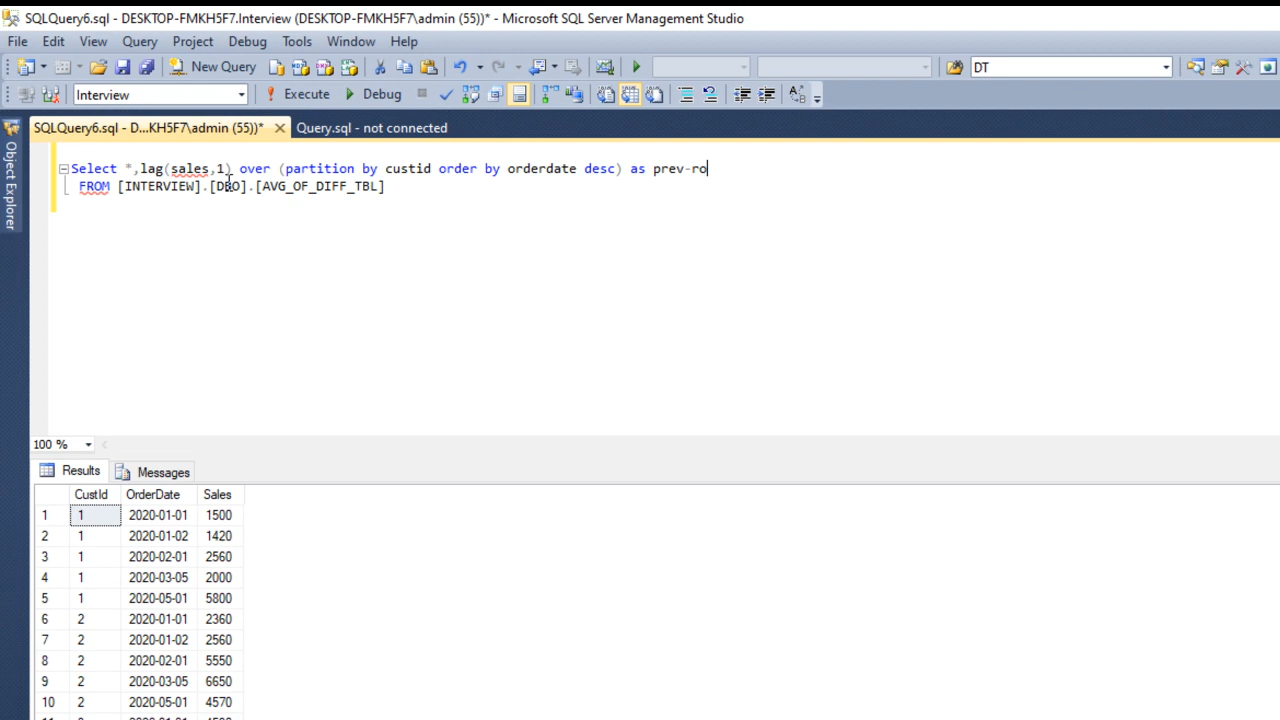 SQLQuery6.sql - DESKTOP-FMKH5F7.Interview (DESKTOP-FMKH5F7\admin (55))* - Microsoft SQL Server Management Studio
File Edit View Query Project Debug Tools Window Help
New Query DT
Interview Execute Debug
SQLQuery6.sql - D...KH5F7\admin (55))* Query.sql - not connected
Object Explorer
Select *,lag(sales,1) over (partition by custid order by orderdate desc) as prev-ro
FROM [INTERVIEW].[DBO].[AVG_OF_DIFF_TBL]
100 %
Results Messages
CustId OrderDate Sales
1 1 2020-01-01 1500
2 1 2020-01-02 1420
3 1 2020-02-01 2560
4 1 2020-03-05 2000
5 1 2020-05-01 5800
6 2 2020-01-01 2360
7 2 2020-01-02 2560
8 2 2020-02-01 5550
9 2 2020-03-05 6650
10 2 2020-05-01 4570